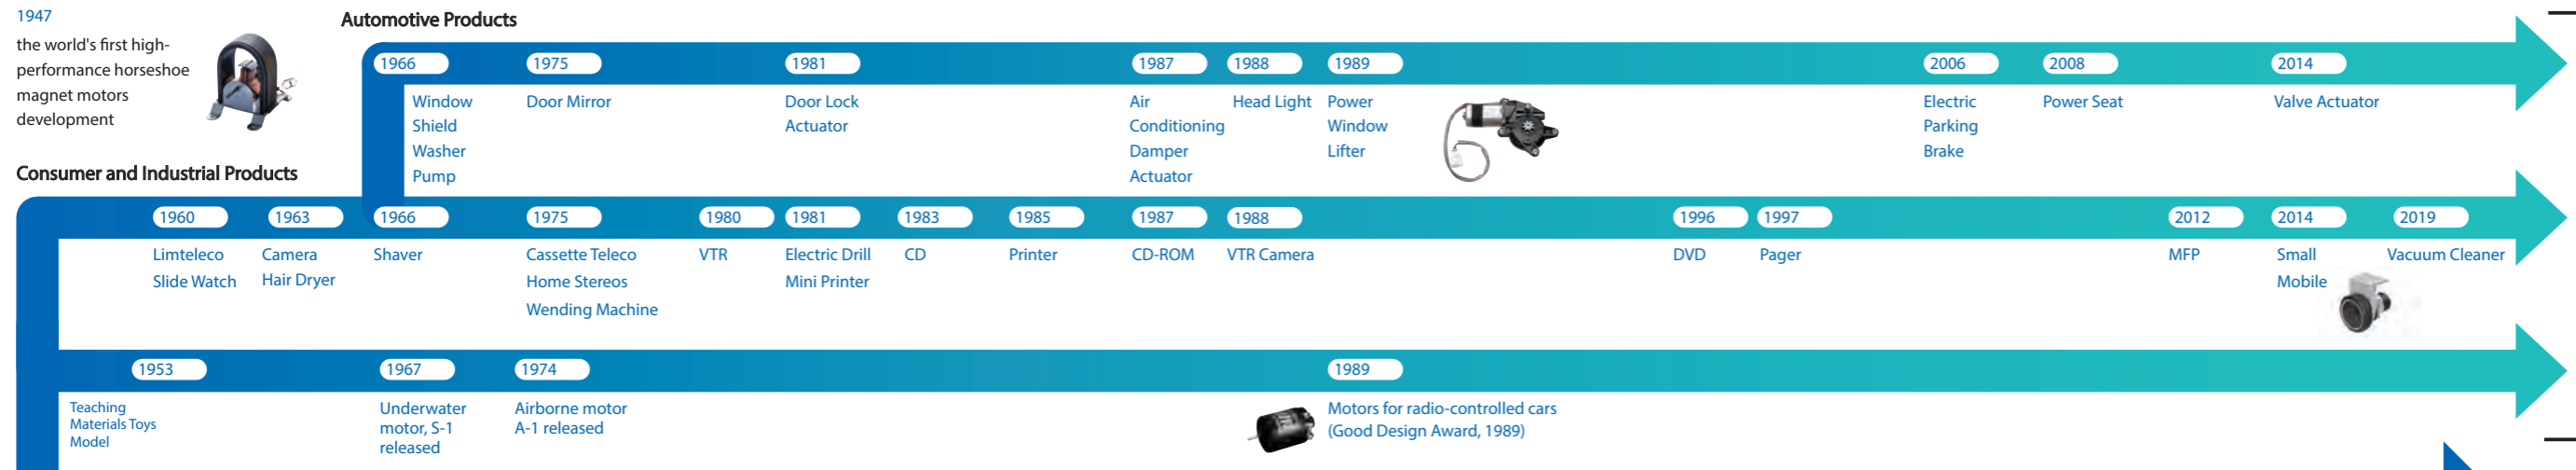 1947
the world's first high-
performance horseshoe
magnet motors
development
Automotive Products
1966
1975
1981
1987
1988
1989
2006
2008
2014
Window
Shield
Washer
Pump
Door Mirror
Door Lock
Actuator
Air
Conditioning
Damper
Actuator
Head Light
Power
Window
Lifter
Electric
Parking
Brake
Power Seat
Valve Actuator
Consumer and Industrial Products
1960
1963
1966
1975
1980
1981
1983
1985
1987
1988
1996
1997
2012
2014
2019
Limteleco
Slide Watch
Camera
Hair Dryer
Shaver
Cassette Teleco
Home Stereos
Wending Machine
VTR
Electric Drill
Mini Printer
CD
Printer
CD-ROM
VTR Camera
DVD
Pager
MFP
Small
Mobile
Vacuum Cleaner
1953
1967
1974
1989
Teaching
Materials Toys
Model
Underwater
motor, S-1
released
Airborne motor
A-1 released
Motors for radio-controlled cars
(Good Design Award, 1989)